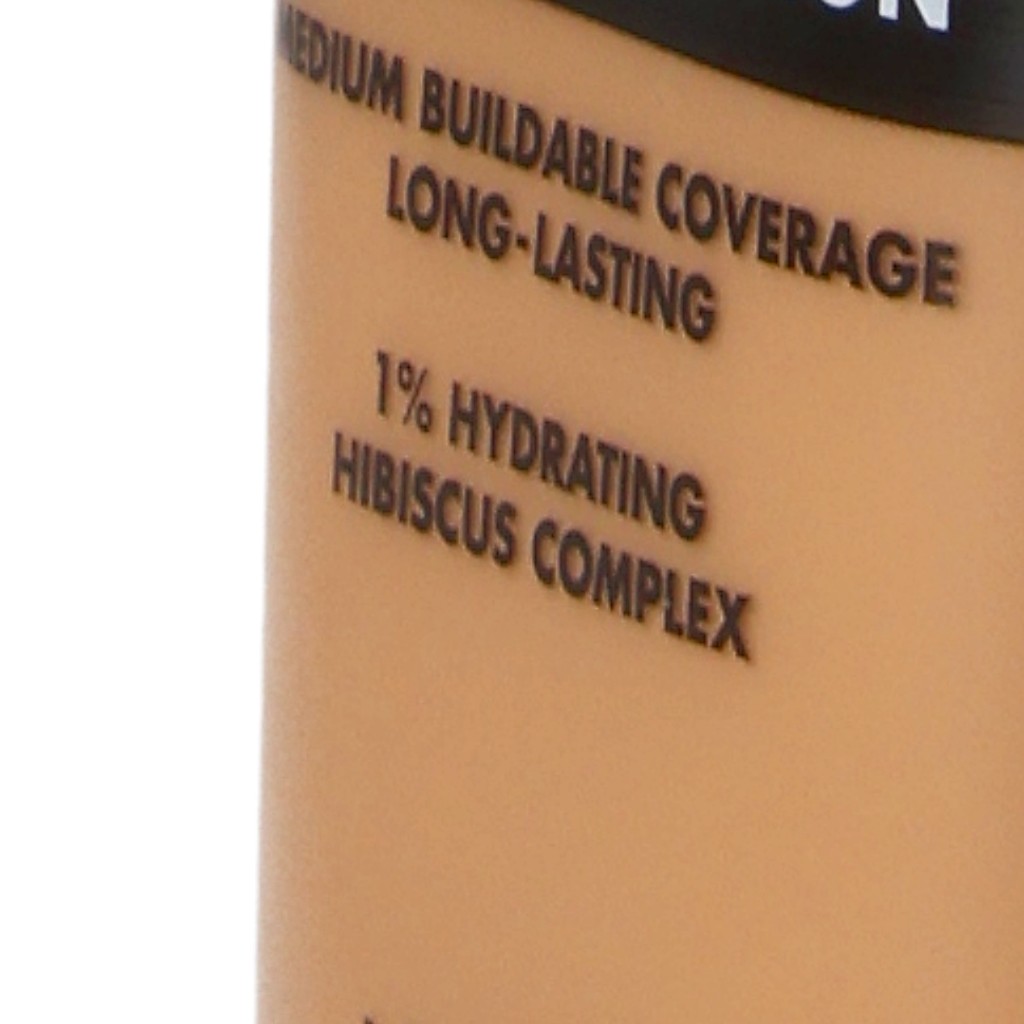 MEDIUM BUILDABLE COVERAGE
LONG-LASTING
1% HYDRATING
HIBISCUS COMPLEX